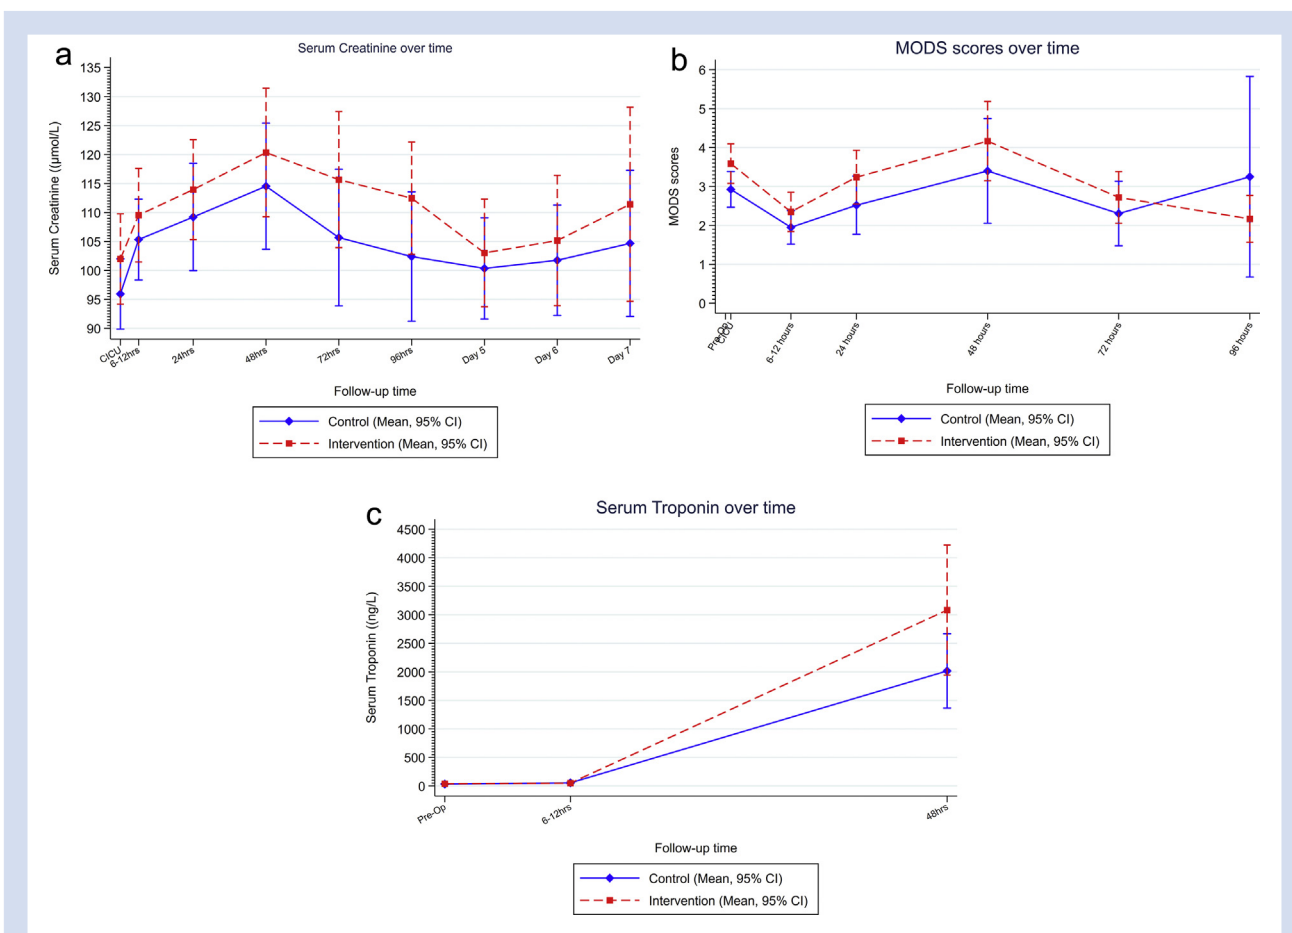 a
Serum Creatinine over time
135
130
125
120
115
110
105
100
95
90
Serum Creatinine ((µmol/L)
CICU
6-12hrs
24hrs
48hrs
72hrs
96hrs
Day 5
Day 6
Day 7
Follow-up time
Control (Mean, 95% CI)
Intervention (Mean, 95% CI)
b
MODS scores over time
6
5
4
3
2
1
0
MODS scores
Pre-Op
CICU
6-12 hours
24 hours
48 hours
72 hours
96 hours
Follow-up time
Control (Mean, 95% CI)
Intervention (Mean, 95% CI)
c
Serum Troponin over time
4500
4000
3500
3000
2500
2000
1500
1000
500
0
Serum Troponin ((ng/L)
Pre-Op
6-12hrs
48hrs
Follow-up time
Control (Mean, 95% CI)
Intervention (Mean, 95% CI)